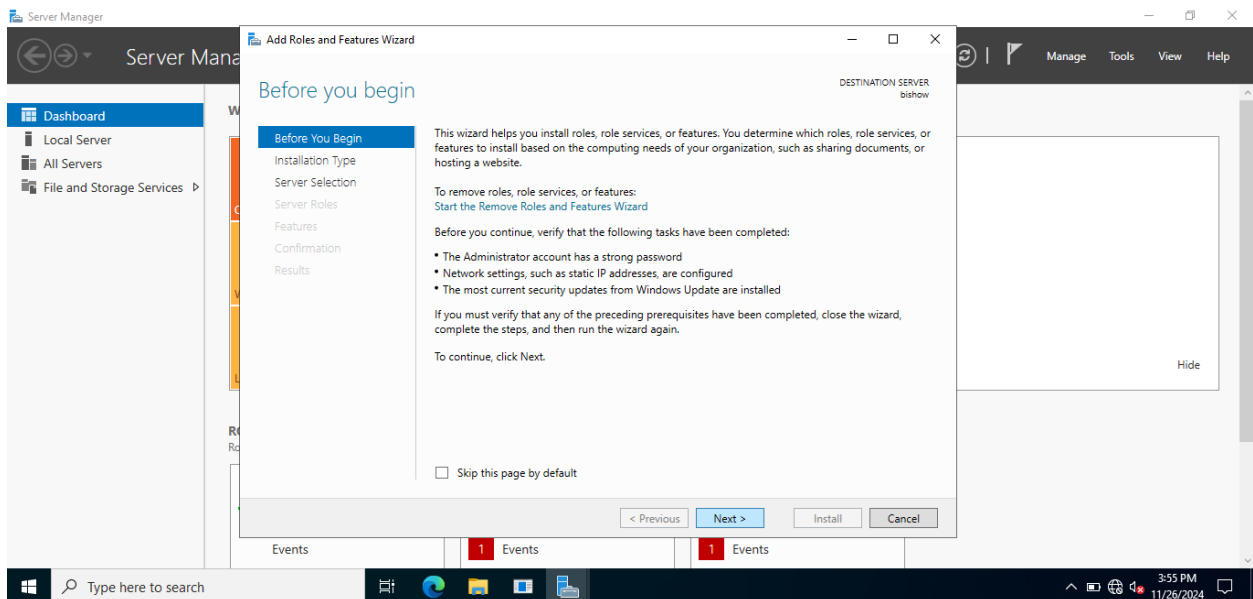 Server Manager
Server Mana
Manage Tools View Help
Dashboard
Local Server
All Servers
File and Storage Services
Add Roles and Features Wizard
Before you begin
DESTINATION SERVER
bishow
Before You Begin
Installation Type
Server Selection
Server Roles
Features
Confirmation
Results
This wizard helps you install roles, role services, or features. You determine which roles, role services, or
features to install based on the computing needs of your organization, such as sharing documents, or
hosting a website.
To remove roles, role services, or features:
Start the Remove Roles and Features Wizard
Before you continue, verify that the following tasks have been completed:
• The Administrator account has a strong password
• Network settings, such as static IP addresses, are configured
• The most current security updates from Windows Update are installed
If you must verify that any of the preceding prerequisites have been completed, close the wizard,
complete the steps, and then run the wizard again.
To continue, click Next.
Skip this page by default
< Previous Next > Install Cancel
Hide
Events
1 Events
1 Events
Type here to search
3:55 PM
11/26/2024